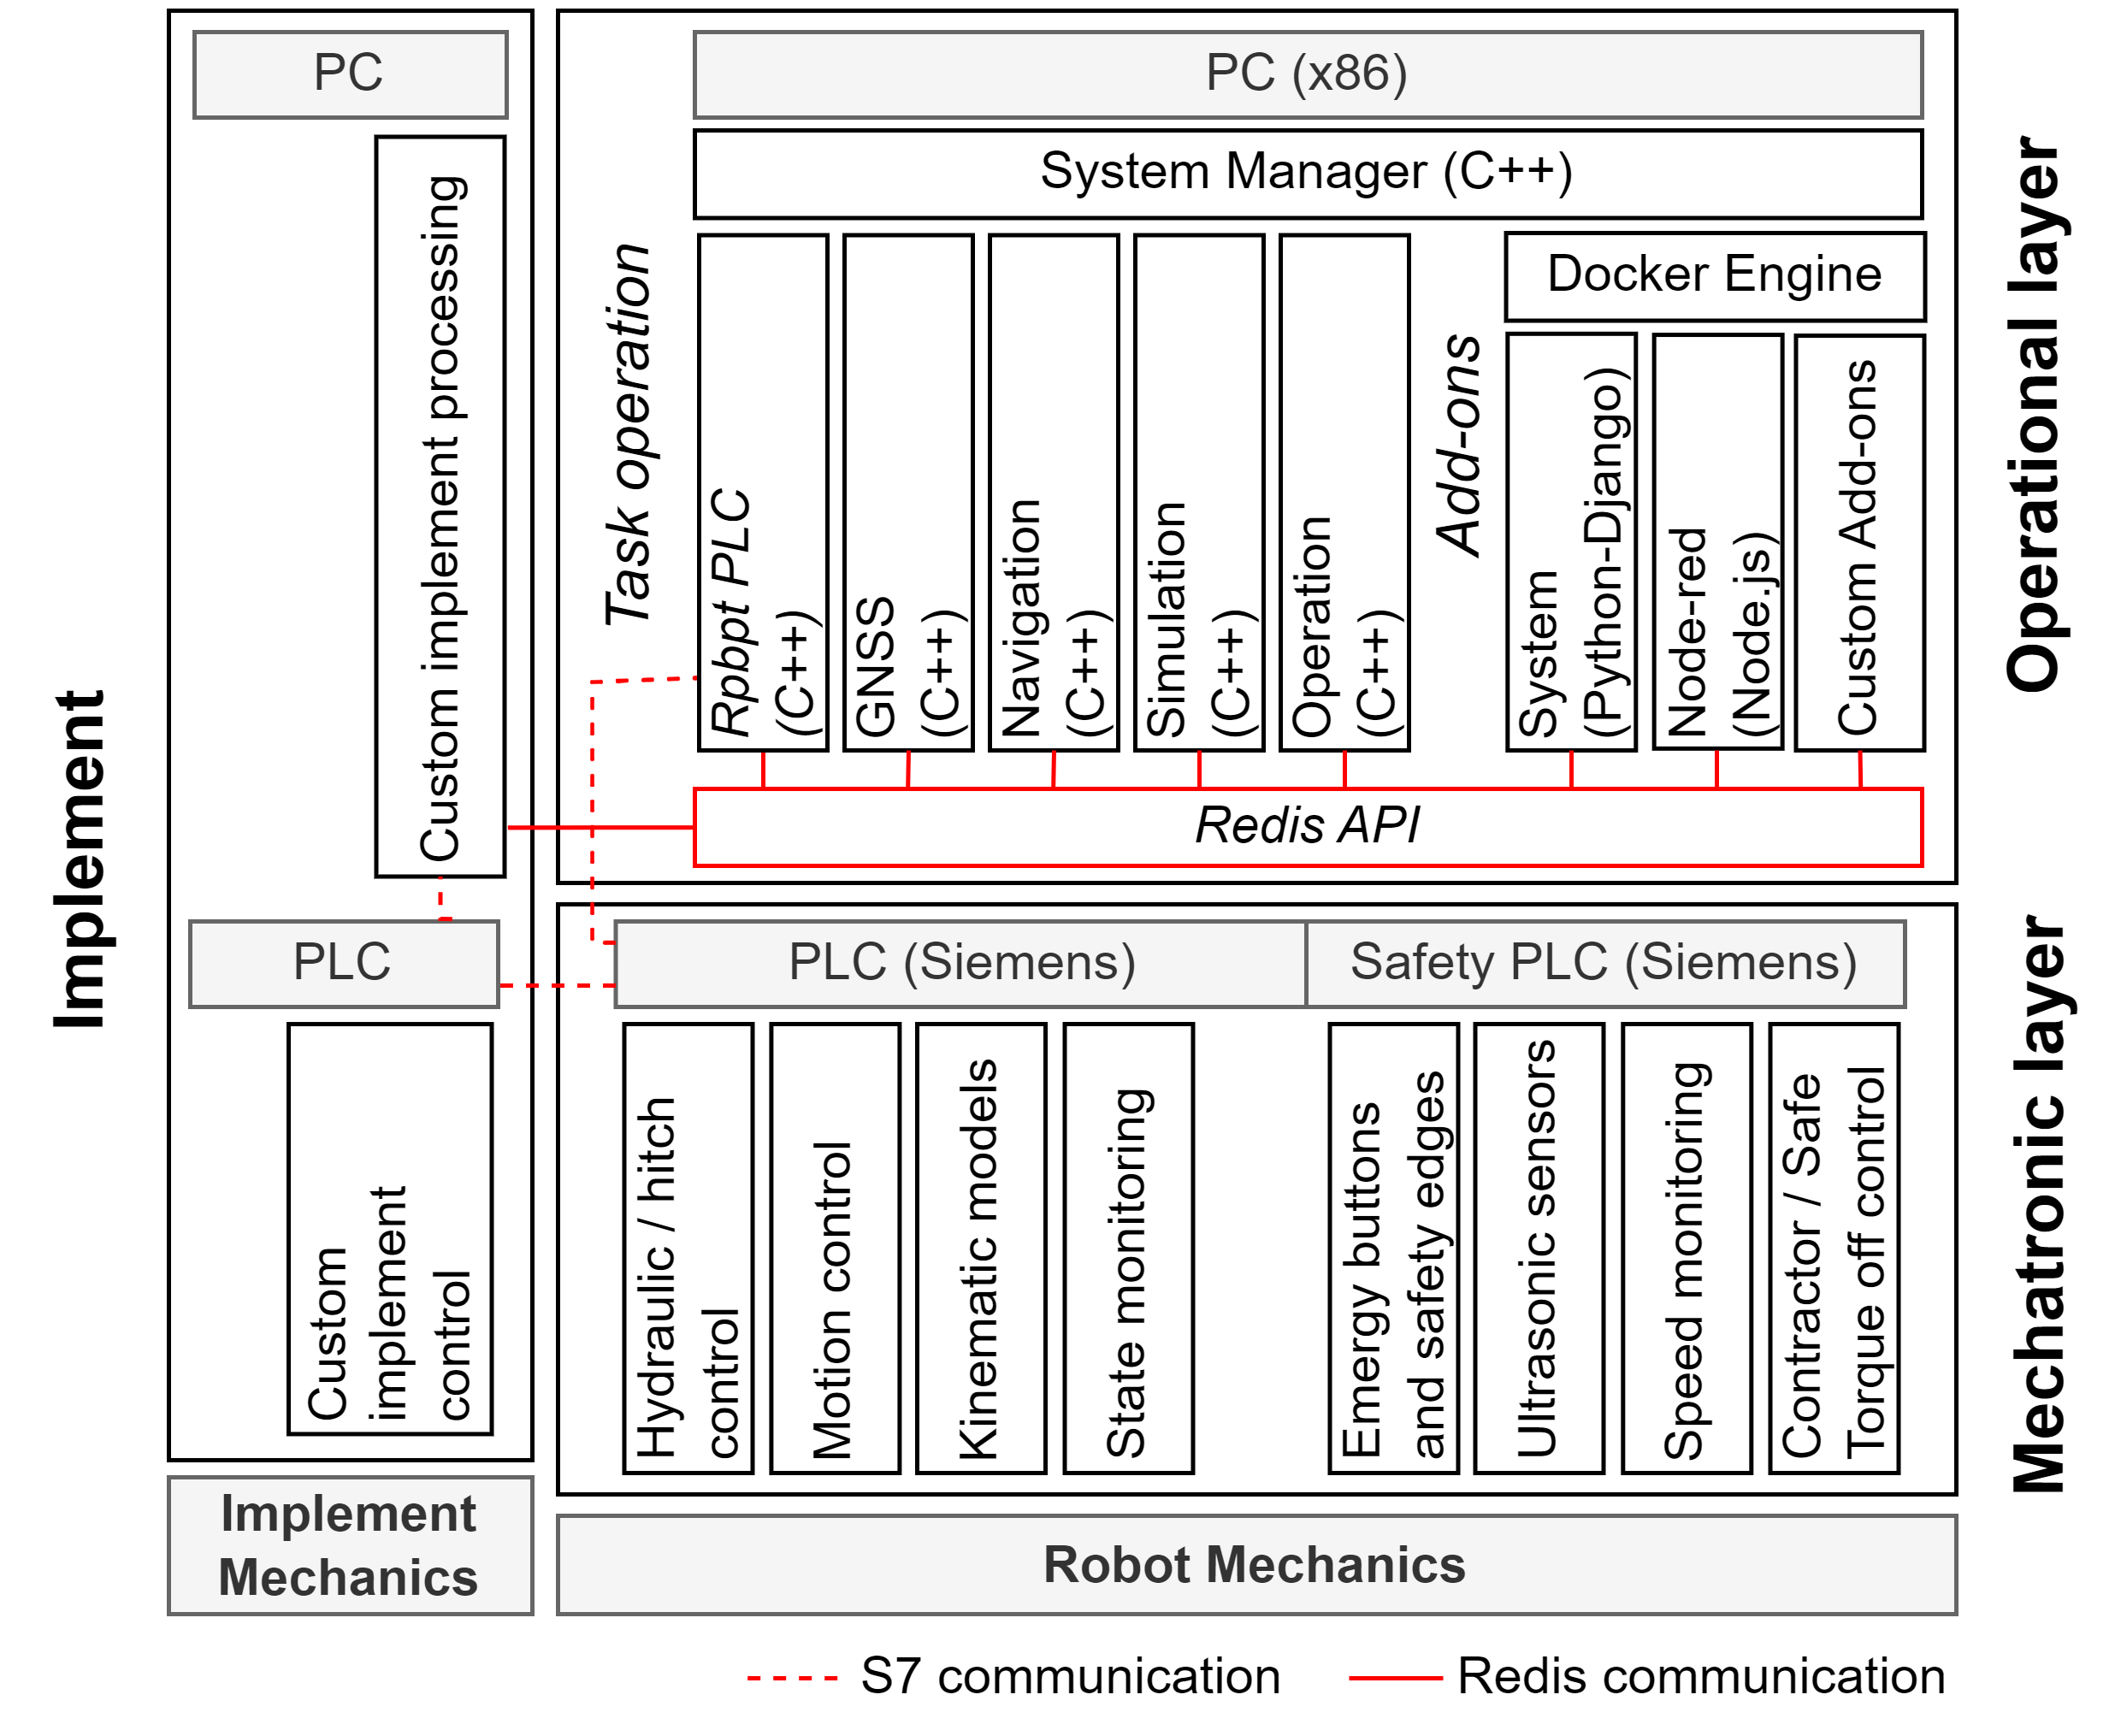 Implement
PC
Custom implement processing
PLC
Custom
implement
control
Implement
Mechanics
PC (x86)
System Manager (C++)
Task operation
Rpbpt PLC
(C++)
GNSS
(C++)
Navigation
(C++)
Simulation
(C++)
Operation
(C++)
Add-ons
Docker Engine
System
(Python-Django)
Node-red
(Node.js)
Custom Add-ons
Redis API
Operational layer
PLC (Siemens)
Safety PLC (Siemens)
Hydraulic / hitch
control
Motion control
Kinematic models
State monitoring
Emergy buttons
and safety edges
Ultrasonic sensors
Speed monitoring
Contractor / Safe
Torque off control
Mechatronic layer
Robot Mechanics
S7 communication
Redis communication